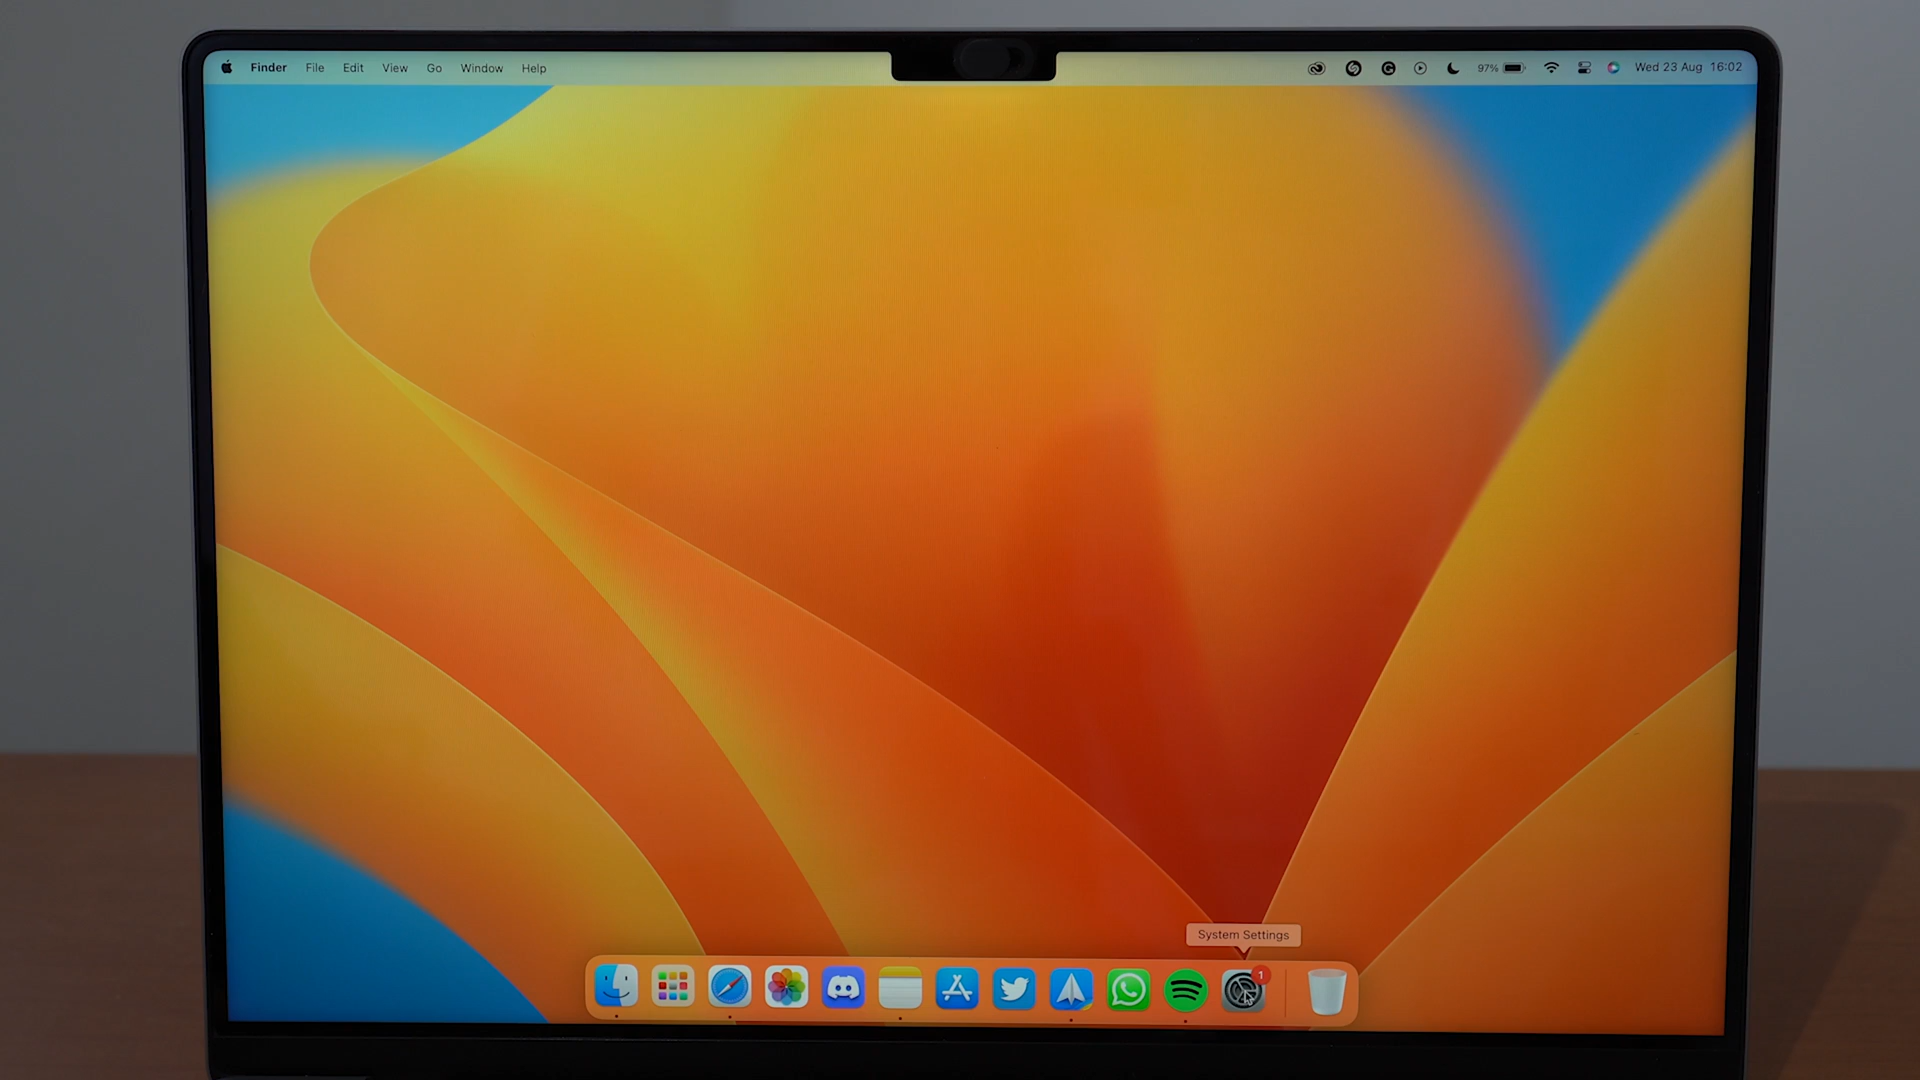 Finder File Edit View Go Window Help 97% Wed 23 Aug 16:02
System Settings
1